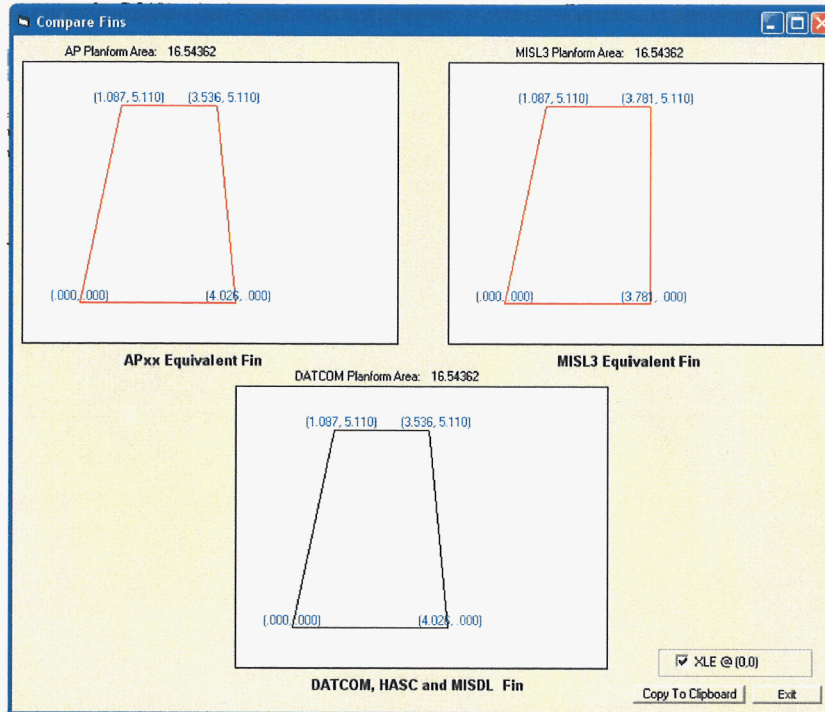 Compare Fins
AP Planform Area: 16.54362
MISL3 Planform Area: 16.54362
(1.087, 5.110) (3.536, 5.110)
(1.087, 5.110) (3.781, 5.110)
(.000, .000) (4.026, .000)
(.000, .000) (3.781, .000)
APxx Equivalent Fin
MISL3 Equivalent Fin
DATCOM Planform Area: 16.54362
(1.087, 5.110) (3.536, 5.110)
(.000, .000) (4.026, .000)
DATCOM, HASC and MISDL Fin
XLE @ (0,0)
Copy To Clipboard
Exit